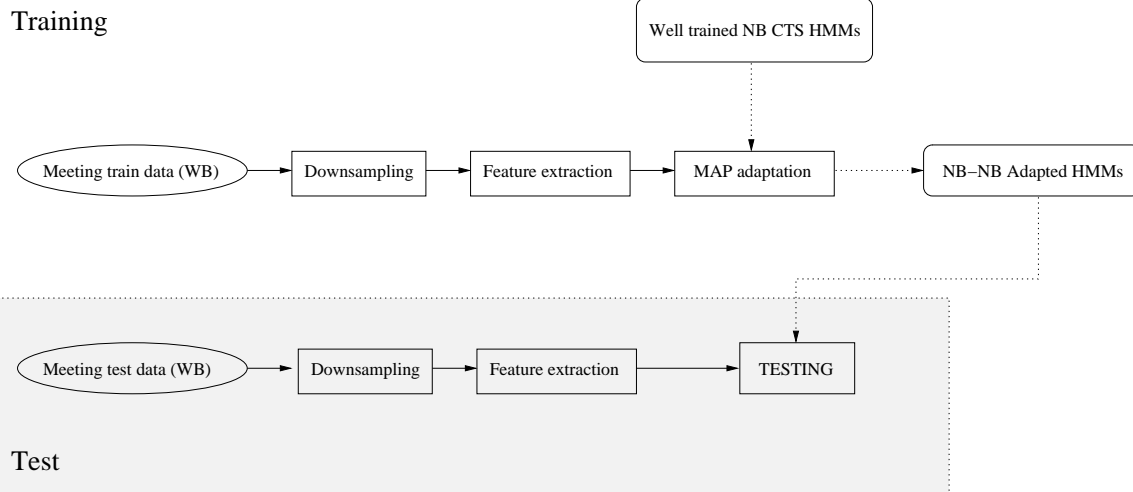 Training
Well trained NB CTS HMMs
Meeting train data (WB)
Downsampling
Feature extraction
MAP adaptation
NB−NB Adapted HMMs
Meeting test data (WB)
Downsampling
Feature extraction
TESTING
Test